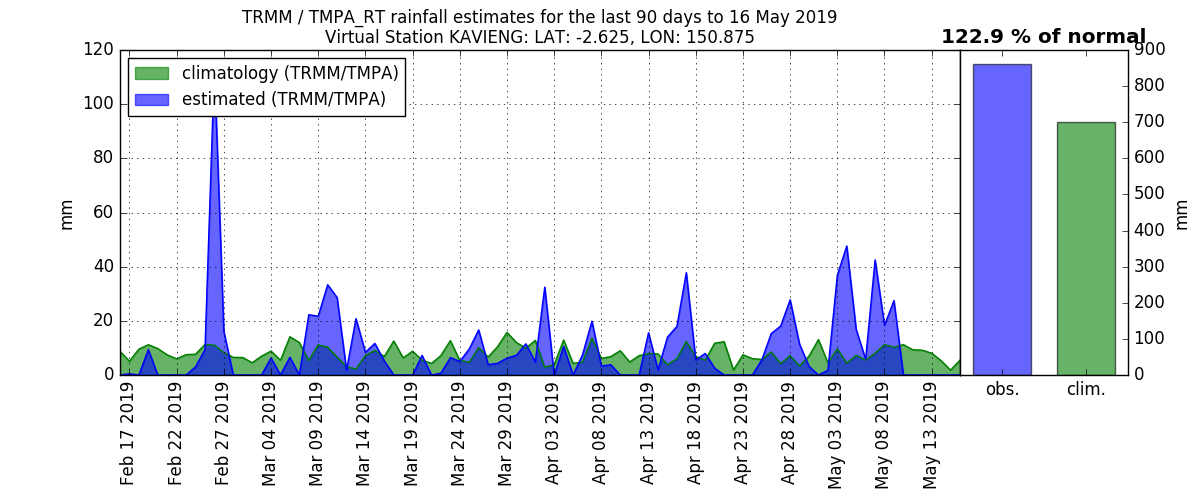 TRMM / TMPA_RT rainfall estimates for the last 90 days to 16 May 2019
Virtual Station KAVIENG: LAT: -2.625, LON: 150.875
122.9 % of normal
climatology (TRMM/TMPA)
estimated (TRMM/TMPA)
120
100
80
60
40
20
0
mm
900
800
700
600
500
400
300
200
100
0
mm
Feb 17 2019
Feb 22 2019
Feb 27 2019
Mar 04 2019
Mar 09 2019
Mar 14 2019
Mar 19 2019
Mar 24 2019
Mar 29 2019
Apr 03 2019
Apr 08 2019
Apr 13 2019
Apr 18 2019
Apr 23 2019
Apr 28 2019
May 03 2019
May 08 2019
May 13 2019
obs.
clim.